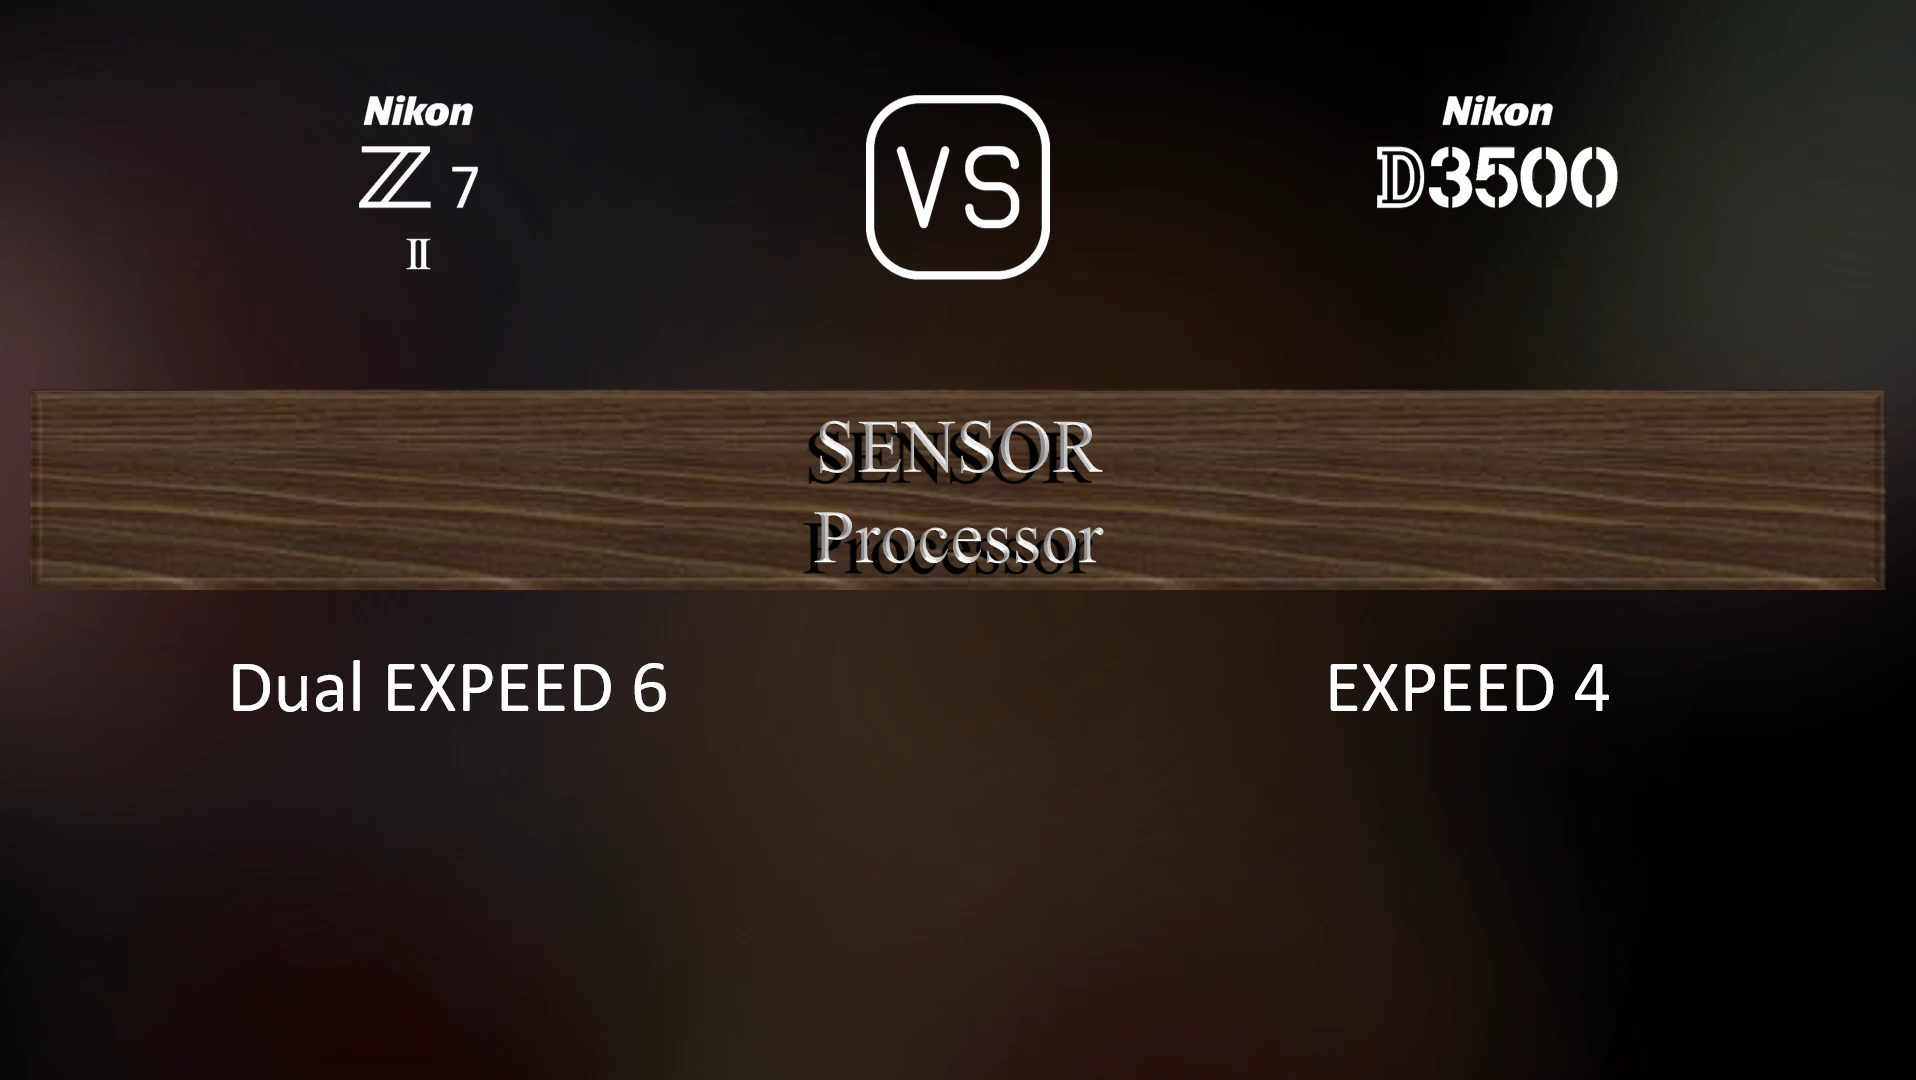 Nikon
Z 7
II
VS
Nikon
D3500
SENSOR
Processor
Dual EXPEED 6
EXPEED 4